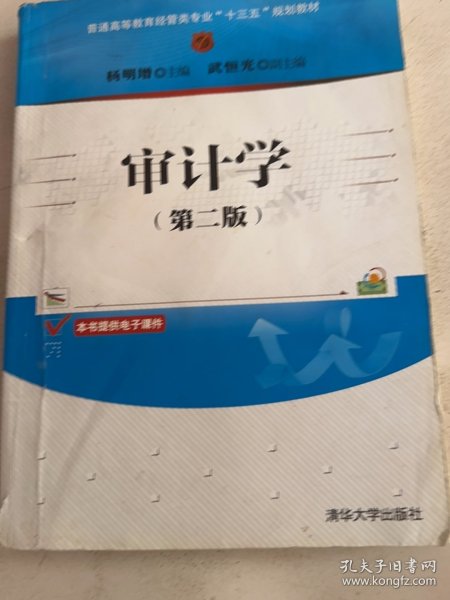 普通高等教育经管类专业“十三五”规划教材
杨明增◎主编 武恒光◎副主编
审计学
（第二版）
本书提供电子课件
清华大学出版社
孔夫子旧书网
www.kongfz.com